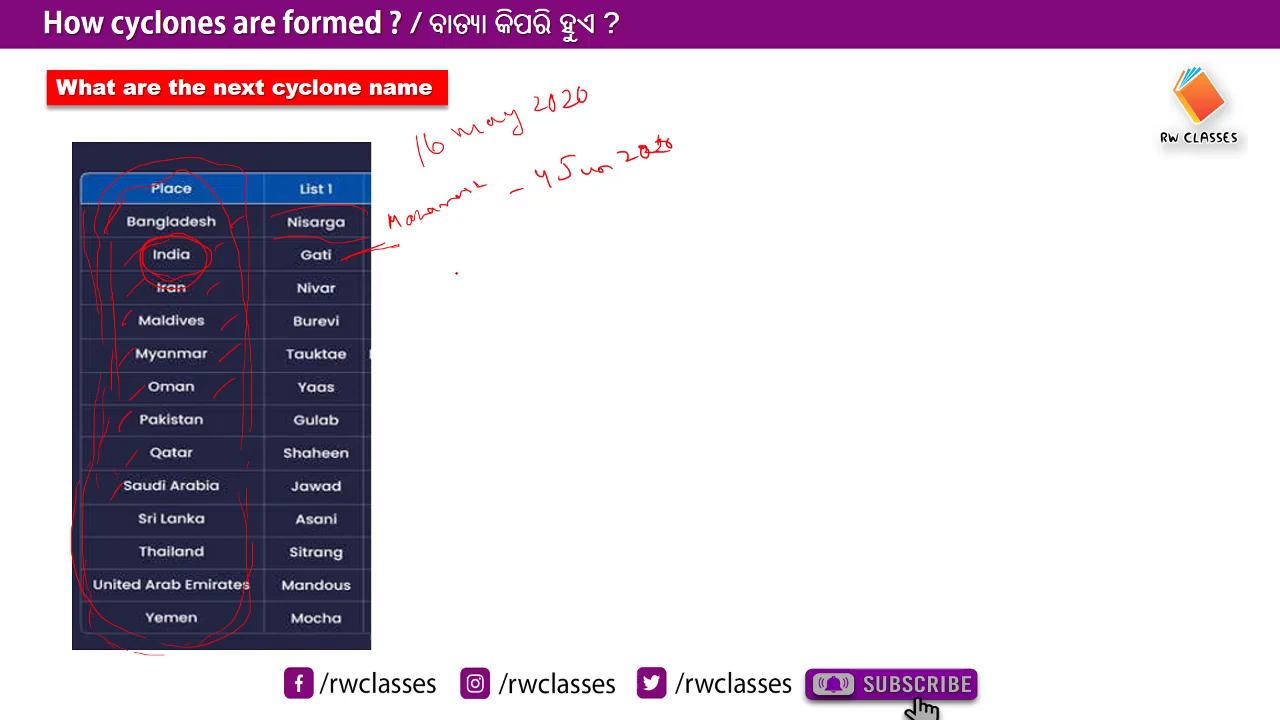 How cyclones are formed ? / ବାତ୍ୟା କିପରି ହୁଏ ?
What are the next cyclone name
RW CLASSES
16 may 2020
Place List 1
Bangladesh Nisarga
India Gati
Iran Nivar
Maldives Burevi
Myanmar Tauktae
Oman Yaas
Pakistan Gulab
Qatar Shaheen
Saudi Arabia Jawad
Sri Lanka Asani
Thailand Sitrang
United Arab Emirates Mandous
Yemen Mocha
/rwclasses /rwclasses /rwclasses SUBSCRIBE